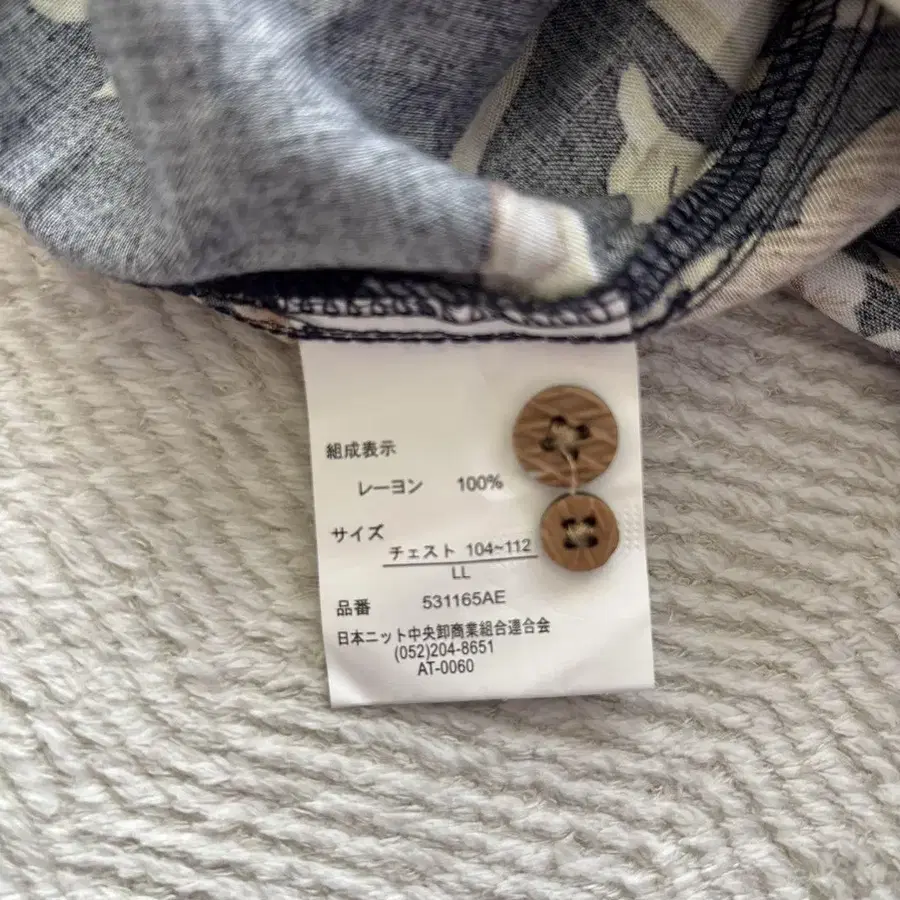 組成表示
レーヨン 100%
サイズ
チェスト 104~112
LL
品番 531165AE
日本ニット中央卸商業組合連合会
(052)204-8651
AT-0060